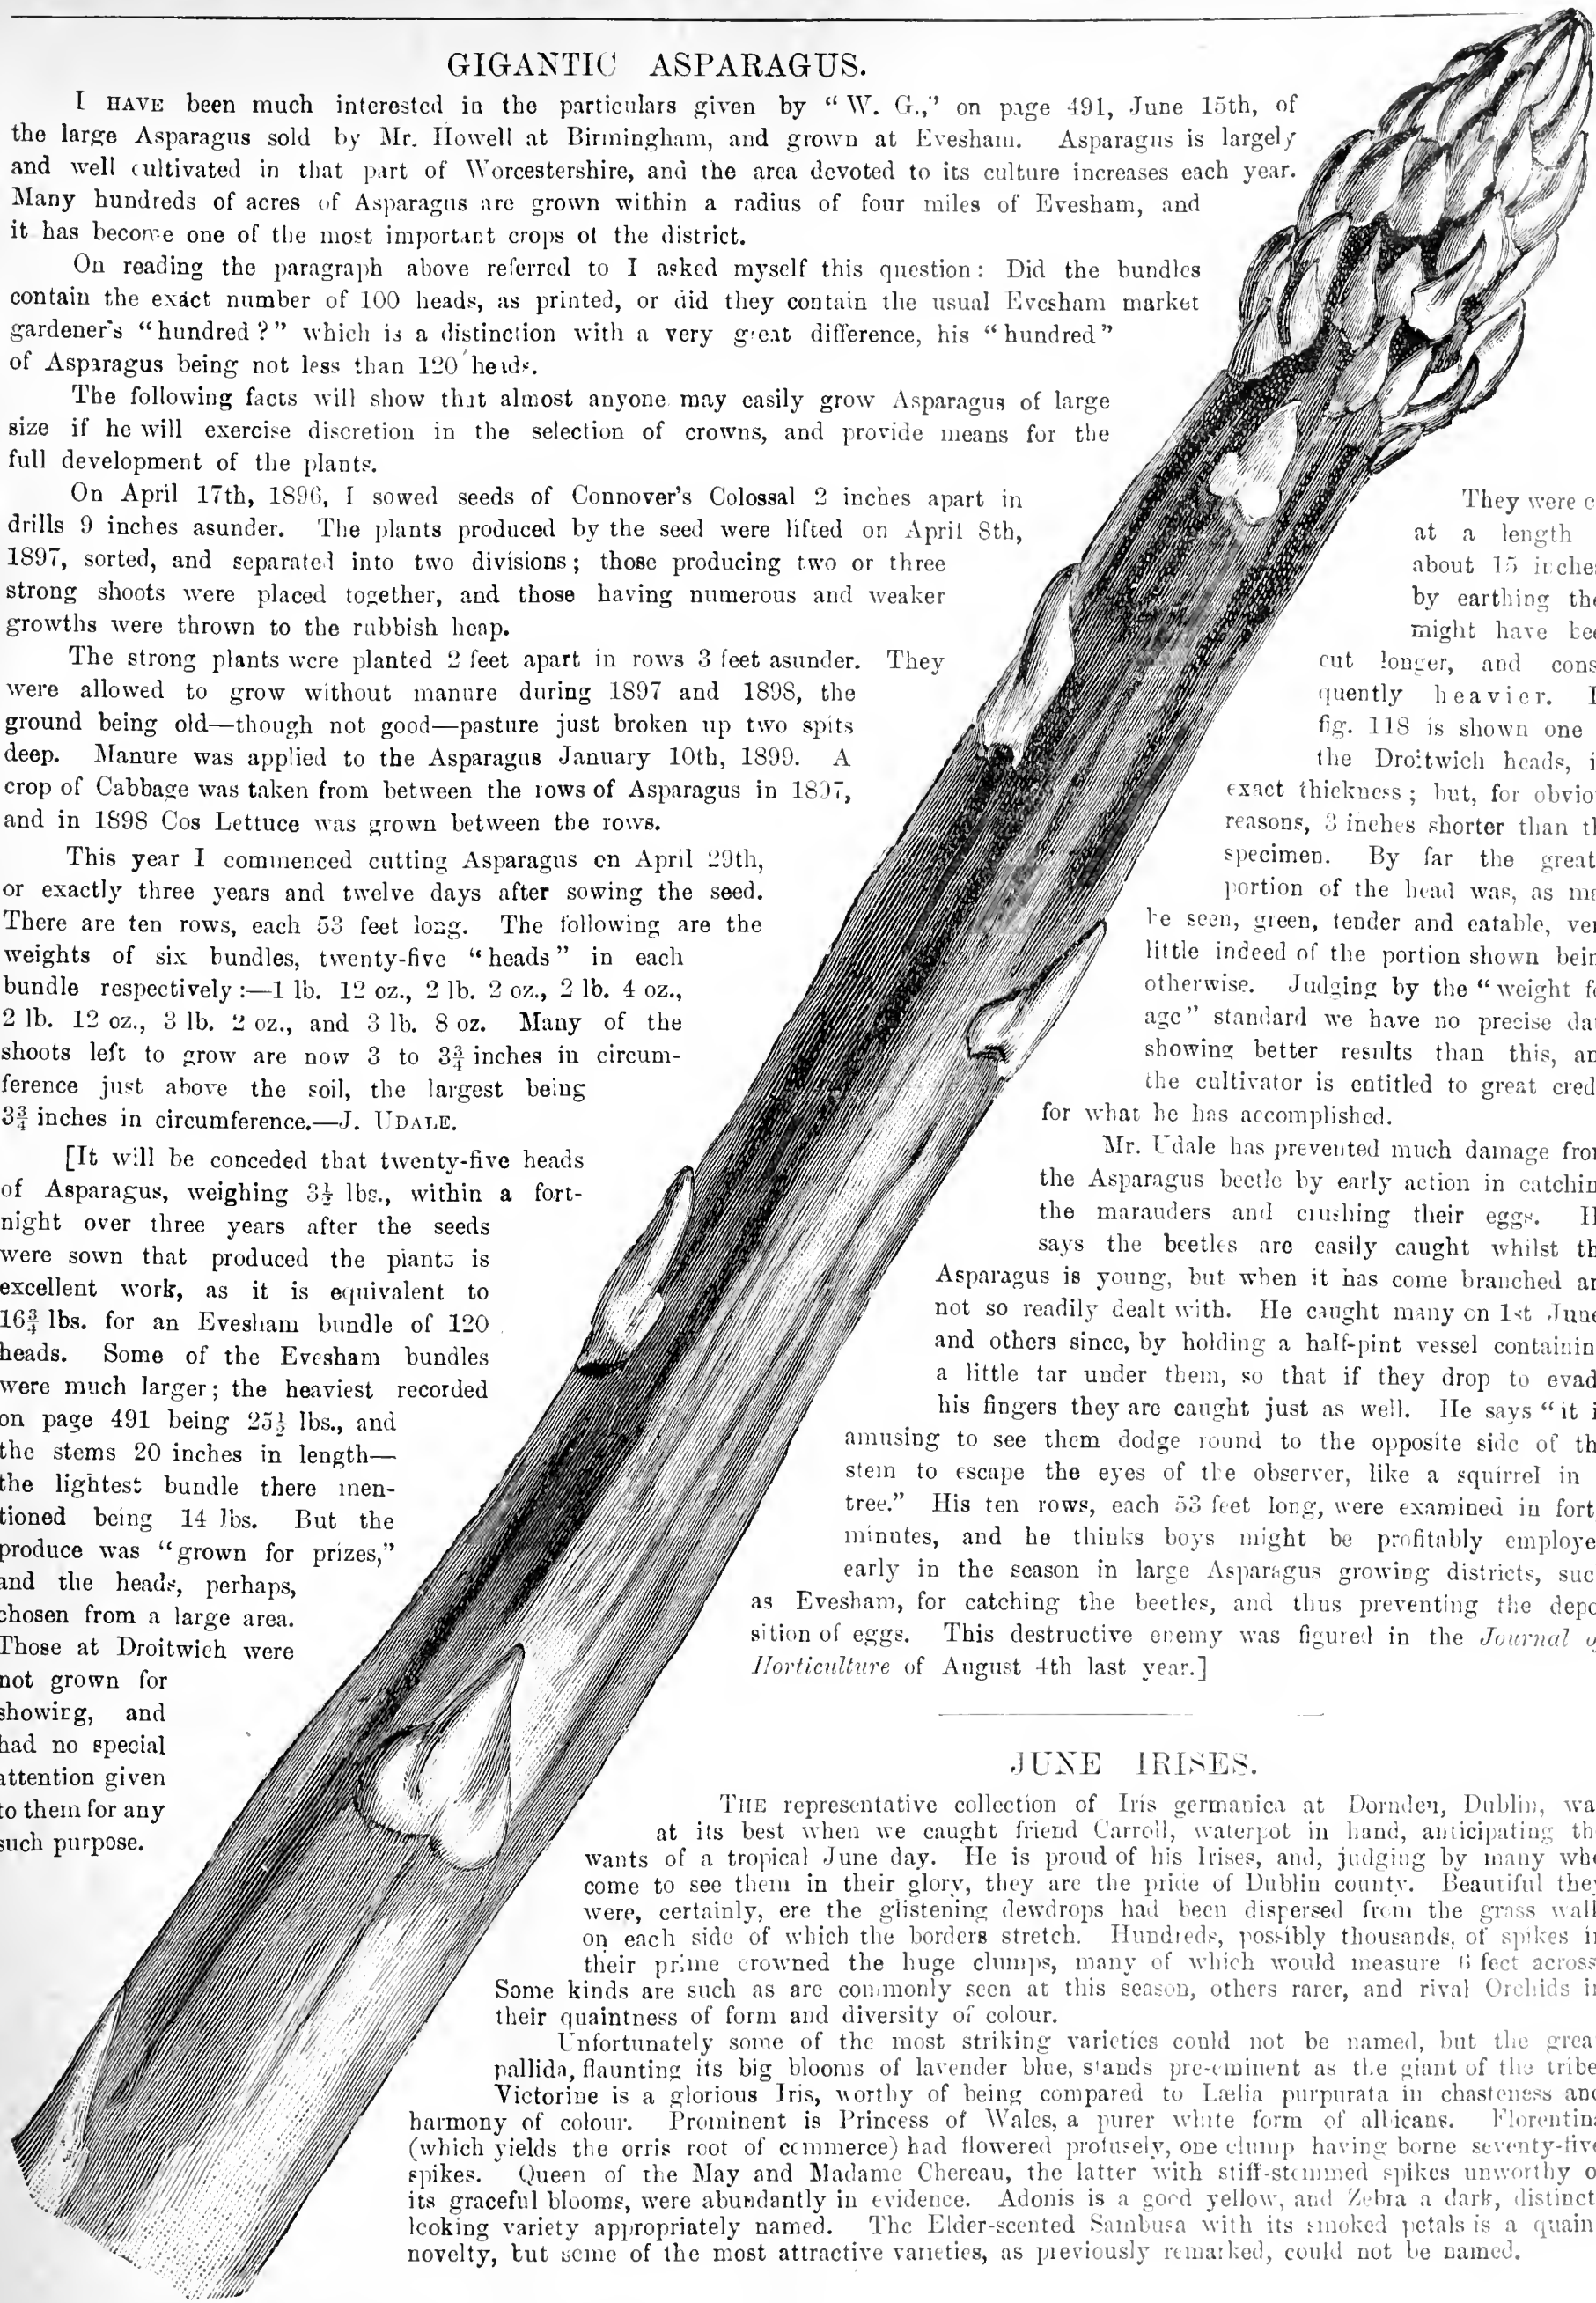 GIGANTIC ASPARAGUS.
I HAVE been much interested in the particulars given by “W. G.,” on page 491, June 15th, of
the large Asparagus sold by Mr. Howell at Birmingham, and grown at Evesham. Asparagus is largely
and well cultivated in that part of Worcestershire, and the area devoted to its culture increases each year.
Many hundreds of acres of Asparagus are grown within a radius of four miles of Evesham, and
it has become one of the most important crops of the district.
On reading the paragraph above referred to I asked myself this question: Did the bundles
contain the exact number of 100 heads, as printed, or did they contain the usual Evesham market
gardener's “hundred?” which is a distinction with a very great difference, his “hundred”
of Asparagus being not less than 120 heads.
The following facts will show that almost anyone may easily grow Asparagus of large
size if he will exercise discretion in the selection of crowns, and provide means for the
full development of the plants.
On April 17th, 1896, I sowed seeds of Connover's Colossal 2 inches apart in
drills 9 inches asunder. The plants produced by the seed were lifted on April 8th,
1897, sorted, and separated into two divisions; those producing two or three
strong shoots were placed together, and those having numerous and weaker
growths were thrown to the rubbish heap.
The strong plants were planted 2 feet apart in rows 3 feet asunder. They
were allowed to grow without manure during 1897 and 1898, the
ground being old—though not good—pasture just broken up two spits
deep. Manure was applied to the Asparagus January 10th, 1899. A
crop of Cabbage was taken from between the rows of Asparagus in 1897,
and in 1898 Cos Lettuce was grown between the rows.
This year I commenced cutting Asparagus on April 29th,
or exactly three years and twelve days after sowing the seed.
There are ten rows, each 53 feet long. The following are the
weights of six bundles, twenty-five “heads” in each
bundle respectively:—1 lb. 12 oz., 2 lb. 2 oz., 2 lb. 4 oz.,
2 lb. 12 oz., 3 lb. 2 oz., and 3 lb. 8 oz. Many of the
shoots left to grow are now 3 to 3¾ inches in circum-
ference just above the soil, the largest being
3¾ inches in circumference.—J. UDALE.
[It will be conceded that twenty-five heads
of Asparagus, weighing 3½ lbs., within a fort-
night over three years after the seeds
were sown that produced the plants is
excellent work, as it is equivalent to
16¾ lbs. for an Evesham bundle of 120
heads. Some of the Evesham bundles
were much larger; the heaviest recorded
on page 491 being 25½ lbs., and
the stems 20 inches in length—
the lightest bundle there men-
tioned being 14 lbs. But the
produce was “grown for prizes,”
and the heads, perhaps,
chosen from a large area.
Those at Droitwich were
not grown for
showing, and
had no special
attention given
to them for any
such purpose.
They were c
at a length
about 15 inches
by earthing the
might have bee
cut longer, and conse
quently heavier. I
fig. 118 is shown one
the Droitwich heads, i
exact thickness; but, for obviou
reasons, 3 inches shorter than th
specimen. By far the great
portion of the head was, as ma
be seen, green, tender and eatable, ver
little indeed of the portion shown bein
otherwise. Judging by the “weight fo
age” standard we have no precise dat
showing better results than this, an
the cultivator is entitled to great cred
for what he has accomplished.
Mr. Udale has prevented much damage from
the Asparagus beetle by early action in catchin
the marauders and crushing their eggs. H
says the beetles are easily caught whilst th
Asparagus is young, but when it has come branched ar
not so readily dealt with. He caught many on 1st June
and others since, by holding a half-pint vessel containin
a little tar under them, so that if they drop to evad
his fingers they are caught just as well. He says “it i
amusing to see them dodge round to the opposite side of th
stem to escape the eyes of the observer, like a squirrel in
tree.” His ten rows, each 53 feet long, were examined in fort
minutes, and he thinks boys might be profitably employe
early in the season in large Asparagus growing districts, suc
as Evesham, for catching the beetles, and thus preventing the depo
sition of eggs. This destructive enemy was figured in the Journal o
Horticulture of August 4th last year.]
JUNE IRISES.
THE representative collection of Iris germanica at Dornden, Dublin, wa
at its best when we caught friend Carroll, waterpot in hand, anticipating th
wants of a tropical June day. He is proud of his Irises, and, judging by many who
come to see them in their glory, they are the pride of Dublin county. Beautiful they
were, certainly, ere the glistening dewdrops had been dispersed from the grass walk
on each side of which the borders stretch. Hundreds, possibly thousands, of spikes in
their prime crowned the huge clumps, many of which would measure 6 feet across
Some kinds are such as are commonly seen at this season, others rarer, and rival Orchids in
their quaintness of form and diversity of colour.
Unfortunately some of the most striking varieties could not be named, but the grea
pallida, flaunting its big blooms of lavender blue, stands pre-eminent as the giant of the tribe
Victorine is a glorious Iris, worthy of being compared to Lælia purpurata in chasteness and
harmony of colour. Prominent is Princess of Wales, a purer white form of albicans. Florentina
(which yields the orris root of commerce) had flowered profusely, one clump having borne seventy-five
spikes. Queen of the May and Madame Chereau, the latter with stiff-stemmed spikes unworthy o
its graceful blooms, were abundantly in evidence. Adonis is a good yellow, and Zebra a dark, distinct
looking variety appropriately named. The Elder-scented Sambusa with its smoked petals is a quain
novelty, but some of the most attractive varieties, as previously remarked, could not be named.